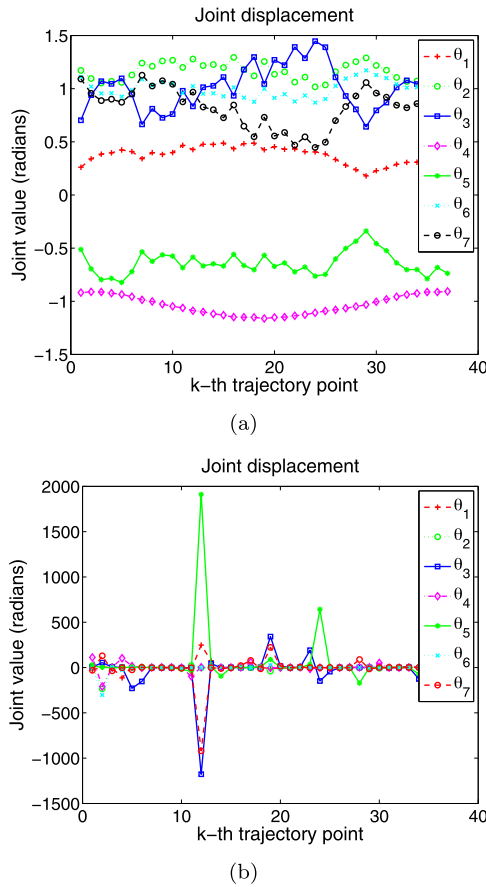 Joint displacement
1.5
1
0.5
0
−0.5
−1
−1.5
Joint value (radians)
0 10 20 30 40
k-th trajectory point
θ1
θ2
θ3
θ4
θ5
θ6
θ7
(a)
Joint displacement
2000
1500
1000
500
0
−500
−1000
−1500
Joint value (radians)
0 10 20 30 40
k-th trajectory point
θ1
θ2
θ3
θ4
θ5
θ6
θ7
(b)